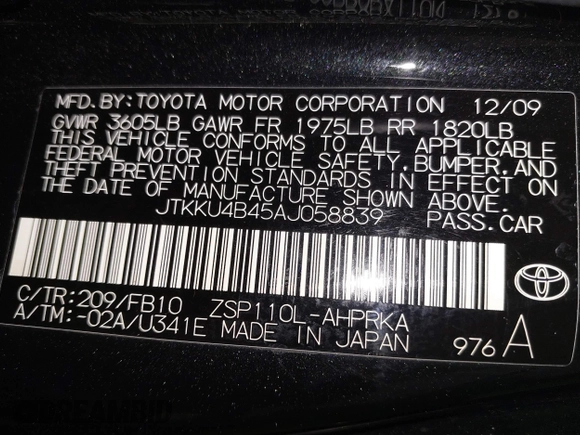 MFD.BY:TOYOTA MOTOR CORPORATION 12/09
GVWR 3605LB GAWR FR 1975LB RR 1820LB
THIS VEHICLE CONFORMS TO ALL APPLICABLE
FEDERAL MOTOR VEHICLE SAFETY,BUMPER,AND
THEFT PREVENTION STANDARDS IN EFFECT ON
THE DATE OF MANUFACTURE SHOWN ABOVE.
JTKKU4B45AJ058839 PASS.CAR
C/TR:209/FB10 ZSP110L-AHPRKA
A/TM:-02A/U341E MADE IN JAPAN 976A